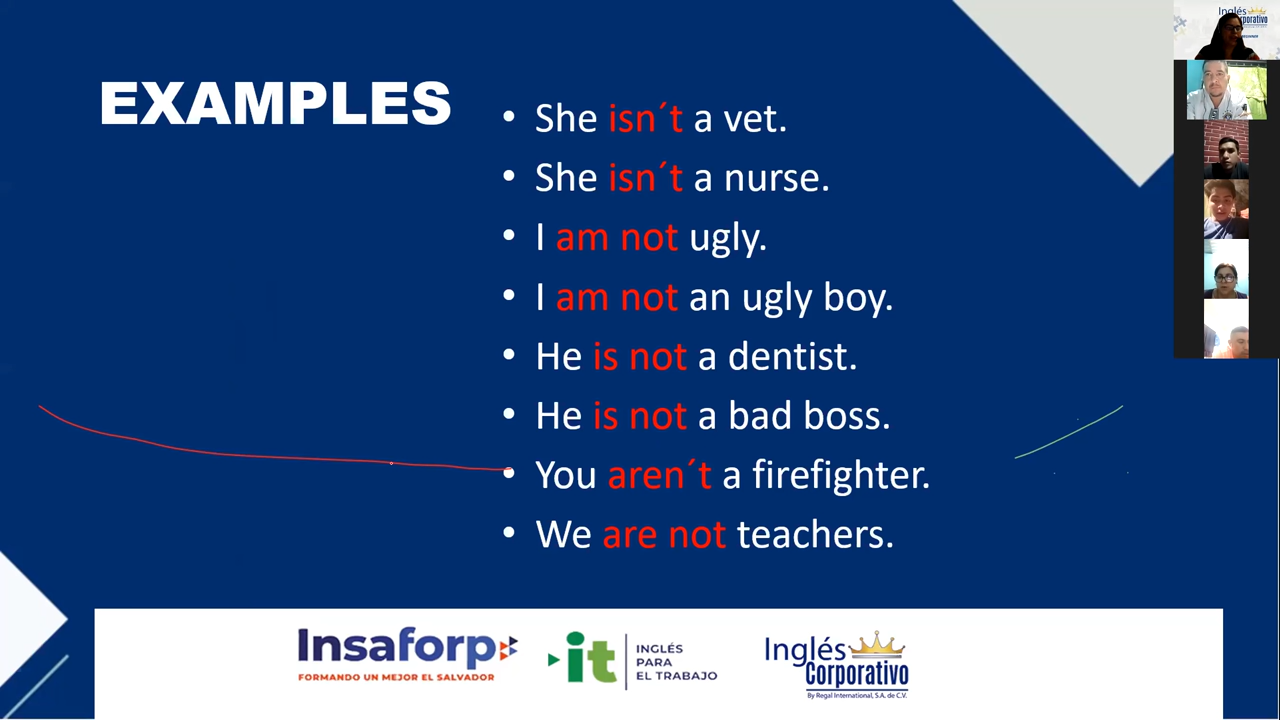 EXAMPLES
• She isn´t a vet.
• She isn´t a nurse.
• I am not ugly.
• I am not an ugly boy.
• He is not a dentist.
• He is not a bad boss.
• You aren´t a firefighter.
• We are not teachers.
Insaforp
FORMANDO UN MEJOR EL SALVADOR
it
INGLÉS
PARA
EL TRABAJO
Inglés
Corporativo
By Regal International, S.A. de C.V.
Inglés